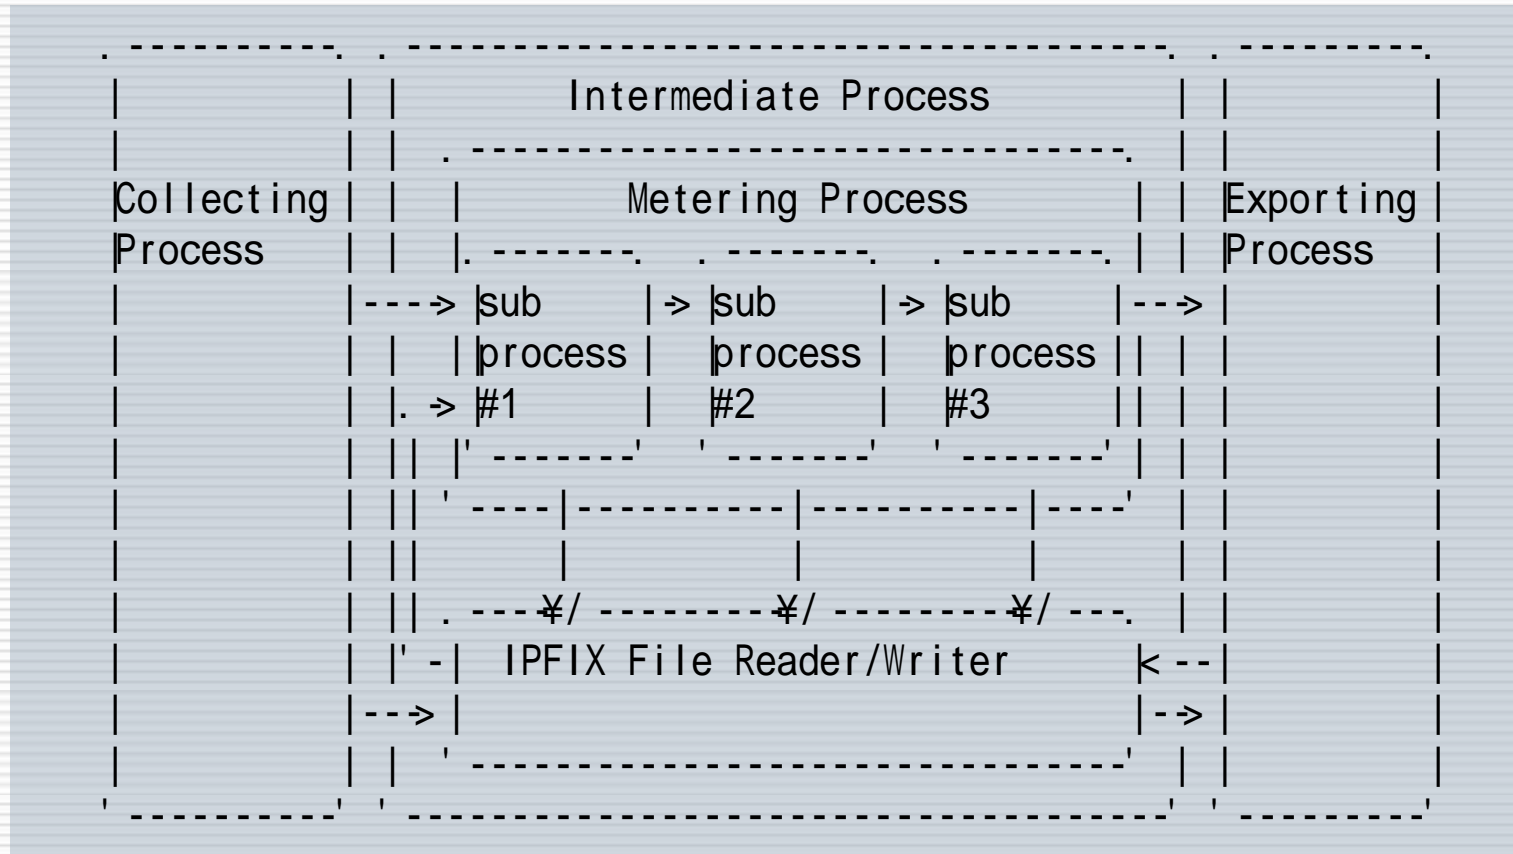 . ----------. . ------------------------------------. . ---------.
| | | Intermediate Process | | |
| | | . -------------------------------. | | |
|Collecting | | | Metering Process | | |Exporting |
|Process | | |. -------. . -------. . -------. | | |Process |
| |----> |sub |-> |sub |-> |sub |---> | |
| | | ||process | |process | |process || | | |
| | |. -> |#1 | |#2 | |#3 || | | |
| | || |' -------' ' -------' ' -------' | | | |
| | || ' ----|----------|----------|----' | | |
| | || | | | | | |
| | || . ----¥/ ---------¥/ ---------¥/ ---. | | |
| | |' -| IPFIX File Reader/Writer |< --| |
| |---> | |--> | |
| | | ' -------------------------------' | | |
' ----------' ' ------------------------------------' ' ---------'